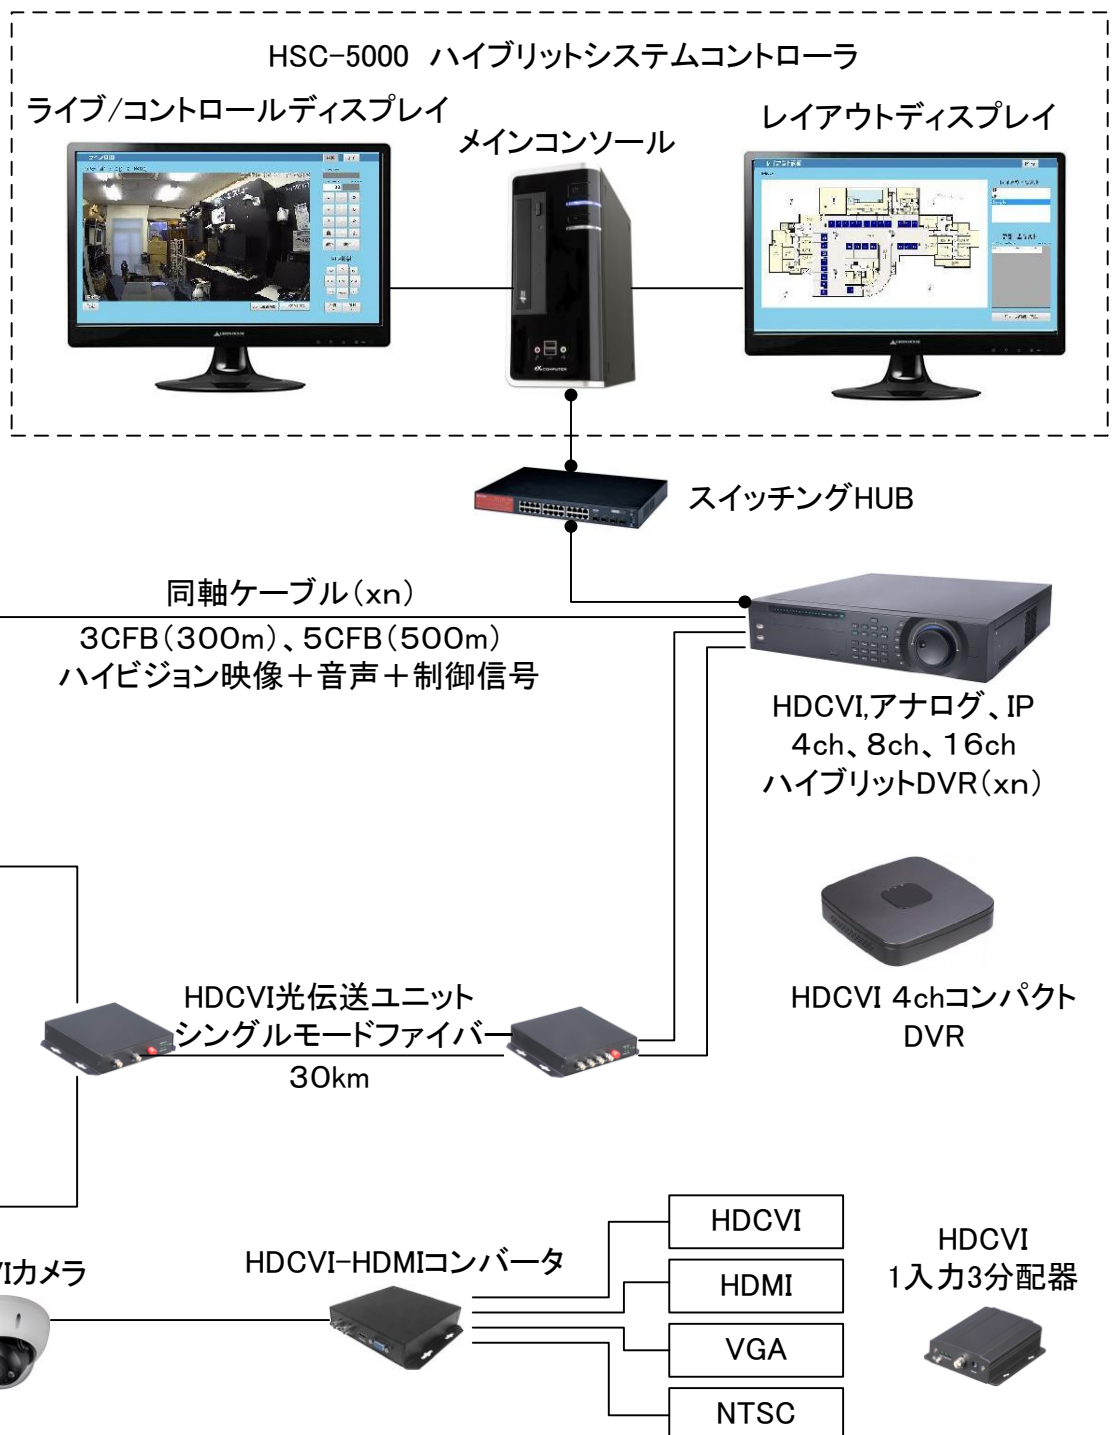 HSC-5000 ハイブリットシステムコントローラ
ライブ/コントロールディスプレイ
メインコンソール
レイアウトディスプレイ
スイッチングHUB
同軸ケーブル(xn)
3CFB(300m)、5CFB(500m)
ハイビジョン映像+音声+制御信号
HDCVI,アナログ、IP
4ch、8ch、16ch
ハイブリットDVR(xn)
HDCVI 4chコンパクト
DVR
HDCVI光伝送ユニット
シングルモードファイバー
30km
VIカメラ
HDCVI-HDMIコンバータ
HDCVI
HDMI
VGA
NTSC
HDCVI
1入力3分配器